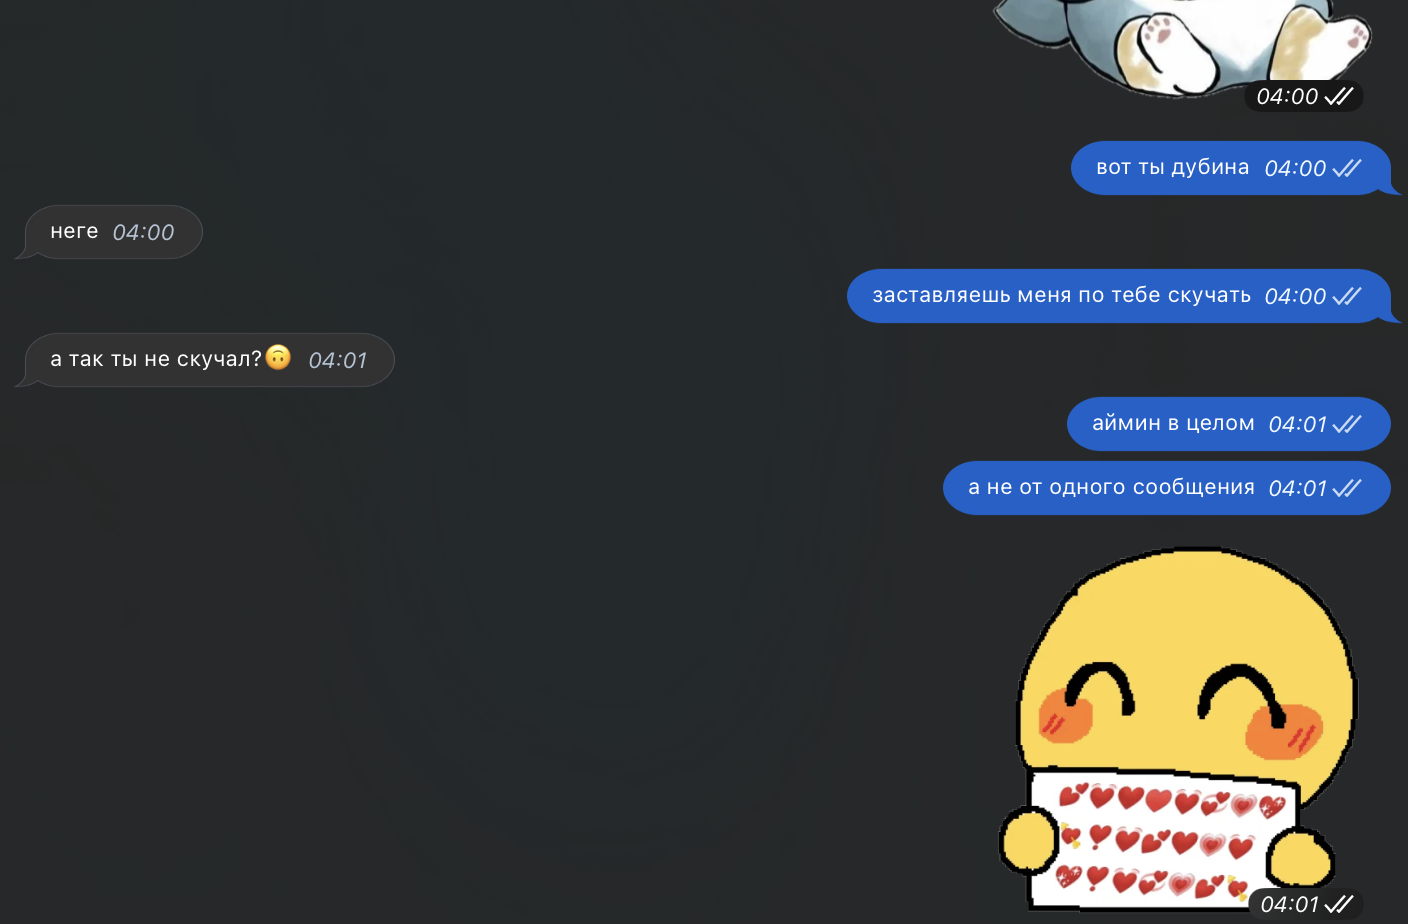 04:00
вот ты дубина 04:00
неге 04:00
заставляешь меня по тебе скучать 04:00
а так ты не скучал?🙃 04:01
аймин в целом 04:01
а не от одного сообщения 04:01
04:01